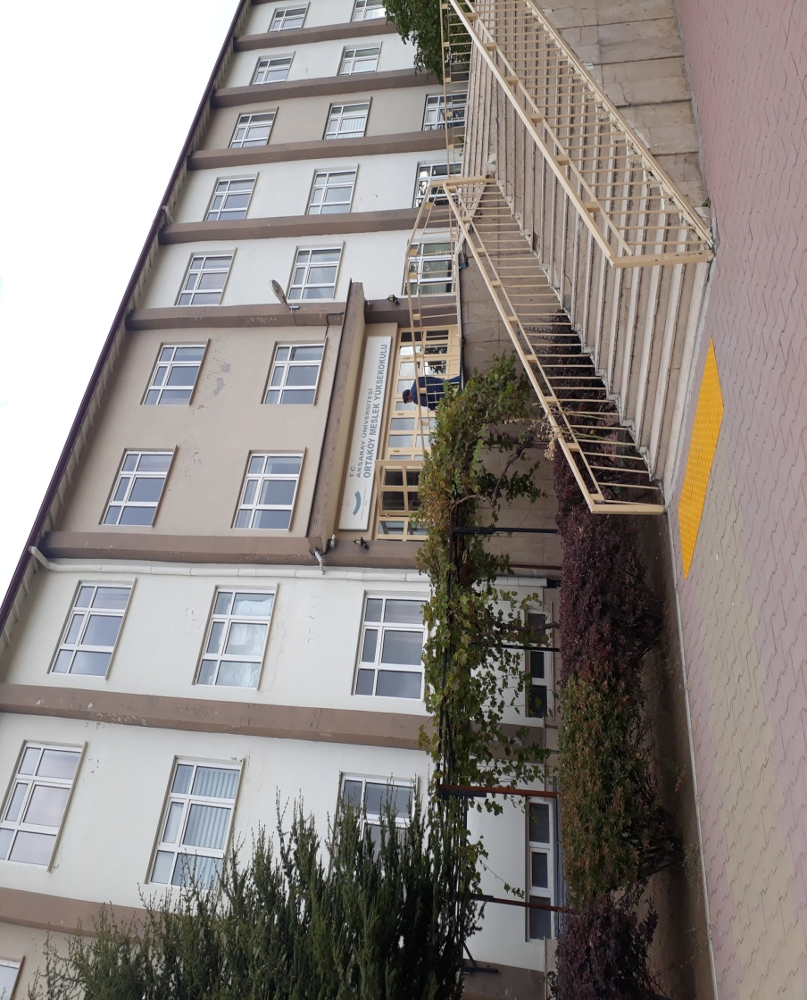 T.C.
AKSARAY ÜNİVERSİTESİ
ORTAKÖY MESLEK YÜKSEKOKULU